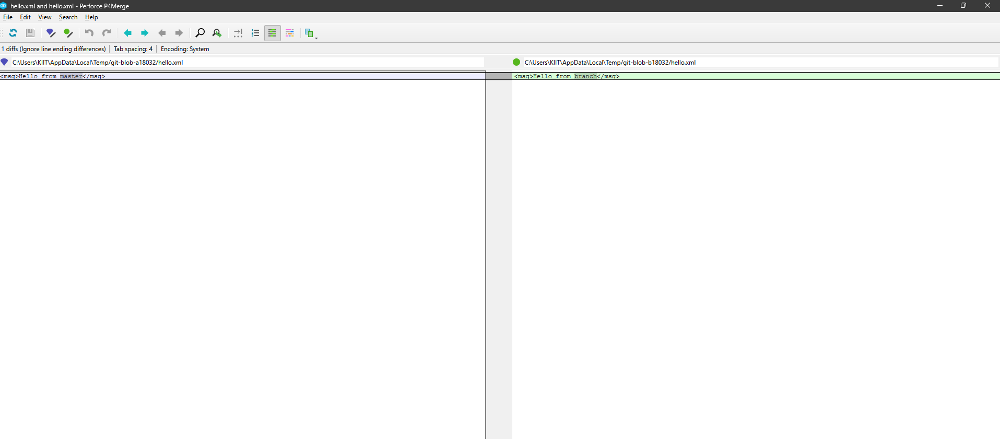 hello.xml and hello.xml - Perforce P4Merge
File Edit View Search Help
1 diffs (Ignore line ending differences) Tab spacing: 4 Encoding: System
C:\Users\KIIT\AppData\Local\Temp/git-blob-a18032/hello.xml
C:\Users\KIIT\AppData\Local\Temp/git-blob-b18032/hello.xml
<msg>Hello from master</msg>
<msg>Hello from branch</msg>